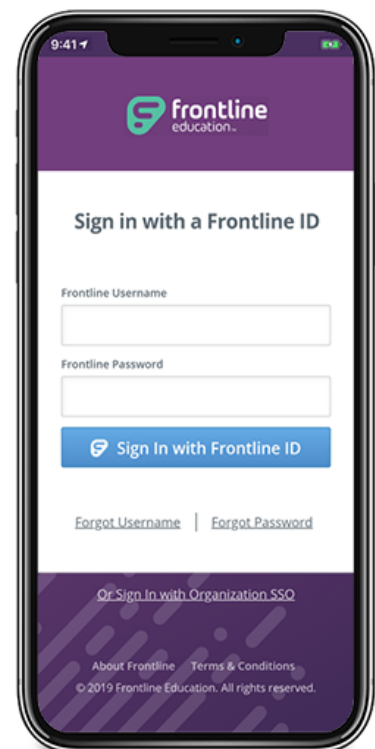 9:41
frontline
education™
Sign in with a Frontline ID
Frontline Username
Frontline Password
Sign In with Frontline ID
Forgot Username | Forgot Password
Or Sign In with Organization SSO
About Frontline Terms & Conditions
© 2019 Frontline Education. All rights reserved.